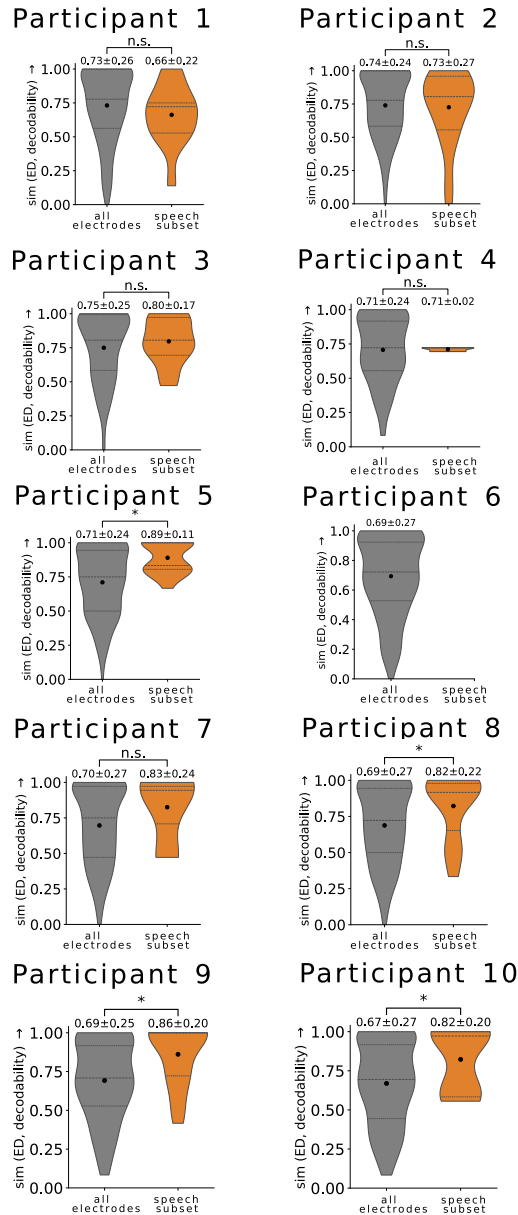 Participant 1
n.s.
0.73±0.26 0.66±0.22
sim (ED, decodability) →
1.00
0.75
0.50
0.25
0.00
all electrodes
speech subset
Participant 2
n.s.
0.74±0.24 0.73±0.27
sim (ED, decodability) →
1.00
0.75
0.50
0.25
0.00
all electrodes
speech subset
Participant 3
n.s.
0.75±0.25 0.80±0.17
sim (ED, decodability) →
1.00
0.75
0.50
0.25
0.00
all electrodes
speech subset
Participant 4
n.s.
0.71±0.24 0.71±0.02
sim (ED, decodability) →
1.00
0.75
0.50
0.25
0.00
all electrodes
speech subset
Participant 5
*
0.71±0.24 0.89±0.11
sim (ED, decodability) →
1.00
0.75
0.50
0.25
0.00
all electrodes
speech subset
Participant 6
0.69±0.27
sim (ED, decodability) →
1.0
0.8
0.6
0.4
0.2
0.0
all electrodes
speech subset
Participant 7
n.s.
0.70±0.27 0.83±0.24
sim (ED, decodability) →
1.00
0.75
0.50
0.25
0.00
all electrodes
speech subset
Participant 8
*
0.69±0.27 0.82±0.22
sim (ED, decodability) →
1.00
0.75
0.50
0.25
0.00
all electrodes
speech subset
Participant 9
*
0.69±0.25 0.86±0.20
sim (ED, decodability) →
1.00
0.75
0.50
0.25
0.00
all electrodes
speech subset
Participant 10
*
0.67±0.27 0.82±0.20
sim (ED, decodability) →
1.00
0.75
0.50
0.25
0.00
all electrodes
speech subset